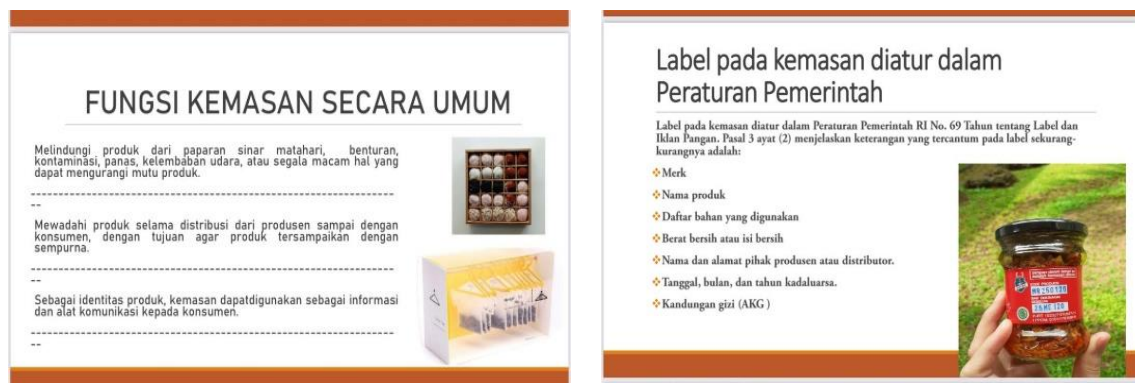 FUNGSI KEMASAN SECARA UMUM
Melindungi produk dari paparan sinar matahari, benturan,
kontaminasi, panas, kelembaban udara, atau segala macam hal yang
dapat mengurangi mutu produk.
Mewadahi produk selama distribusi dari produsen sampai dengan
konsumen, dengan tujuan agar produk tersampaikan dengan
sempurna.
Sebagai identitas produk, kemasan dapatdigunakan sebagai informasi
dan alat komunikasi kepada konsumen.
Label pada kemasan diatur dalam
Peraturan Pemerintah
Label pada kemasan diatur dalam Peraturan Pemerintah RI No. 69 Tahun tentang Label dan
Iklan Pangan. Pasal 3 ayat (2) menjelaskan keterangan yang tercantum pada label sekurang-
kurangnya adalah:
Merk
Nama produk
Daftar bahan yang digunakan
Berat bersih atau isi bersih
Nama dan alamat pihak produsen atau distributor.
Tanggal, bulan, dan tahun kadaluarsa.
Kandungan gizi (AKG )